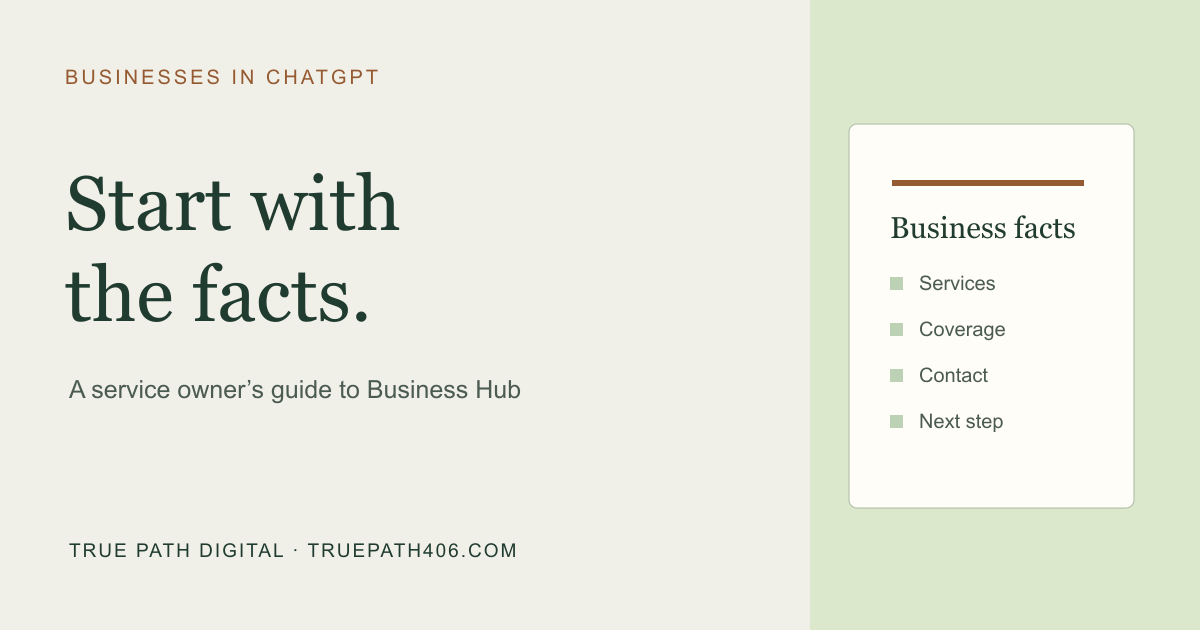 BUSINESSES IN CHATGPT
Start with
the facts.
A service owner’s guide to Business Hub
TRUE PATH DIGITAL · TRUEPATH406.COM
Business facts
Services
Coverage
Contact
Next step